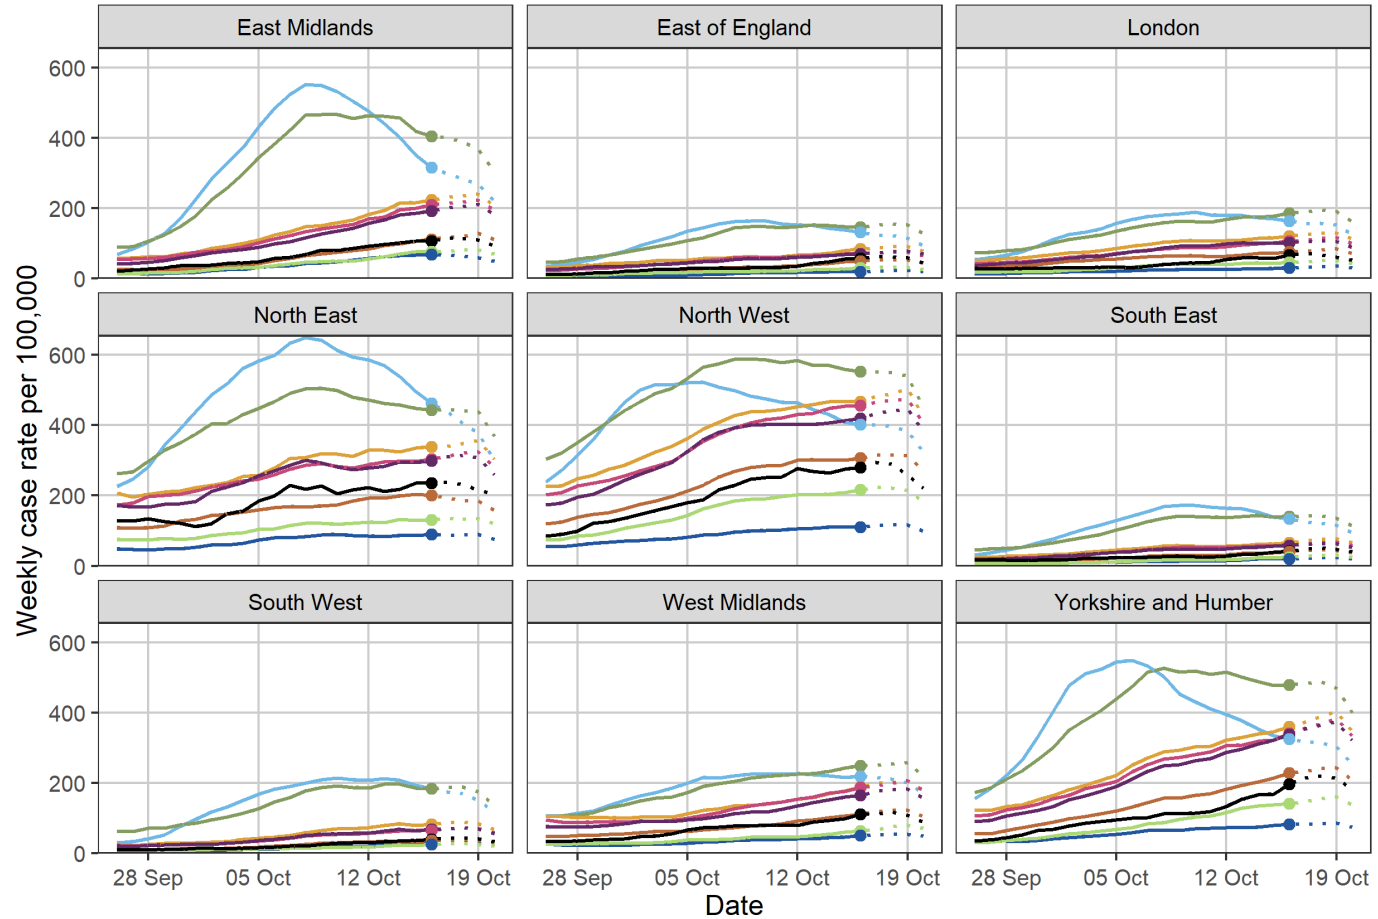 East Midlands
East of England
London
600
400
200
0
North East
North West
South East
600
400
200
0
South West
West Midlands
Yorkshire and Humber
600
400
200
0
28 Sep
05 Oct
12 Oct
19 Oct
28 Sep
05 Oct
12 Oct
19 Oct
28 Sep
05 Oct
12 Oct
19 Oct
Date
Weekly case rate per 100,000